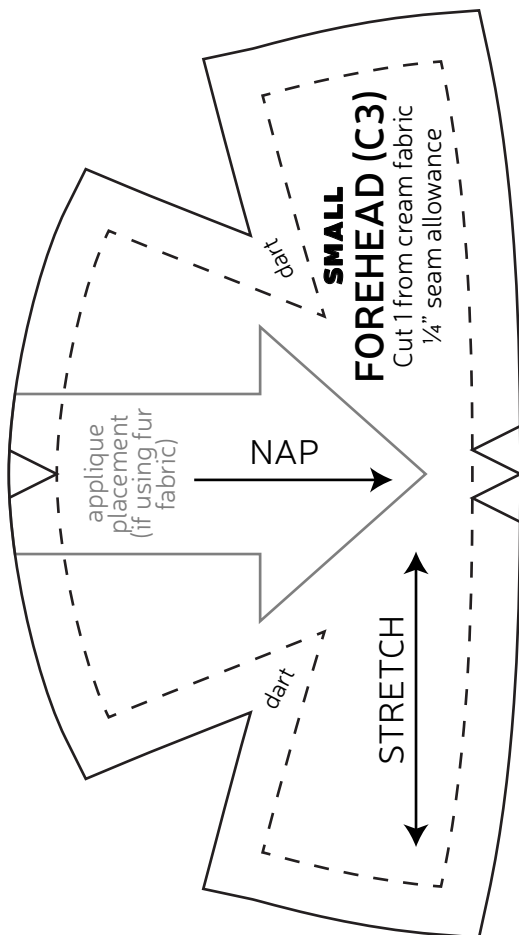 SMALL
FOREHEAD (C3)
Cut 1 from cream fabric
¼” seam allowance
dart
applique
placement
(if using fur
fabric)
NAP
dart
STRETCH